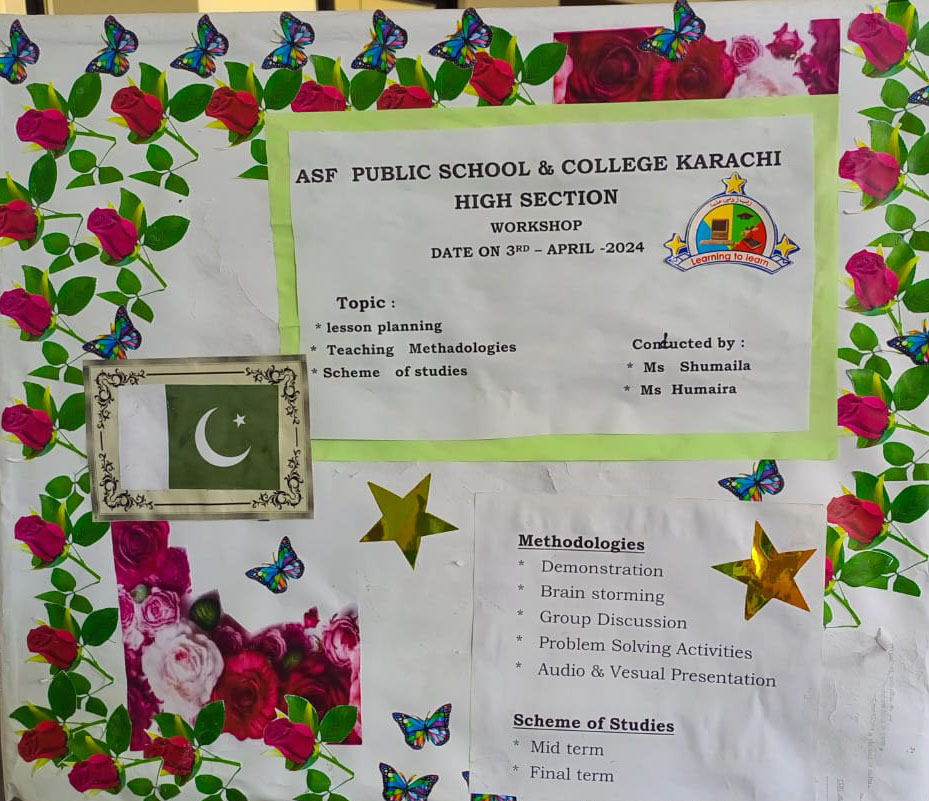 ASF PUBLIC SCHOOL & COLLEGE KARACHI
HIGH SECTION
WORKSHOP
DATE ON 3RD – APRIL -2024
Learning to learn
Topic :
* lesson planning
* Teaching Methadologies
* Scheme of studies
Conducted by :
* Ms Shumaila
* Ms Humaira
Methodologies
* Demonstration
* Brain storming
* Group Discussion
* Problem Solving Activities
* Audio & Vesual Presentation
Scheme of Studies
* Mid term
* Final term